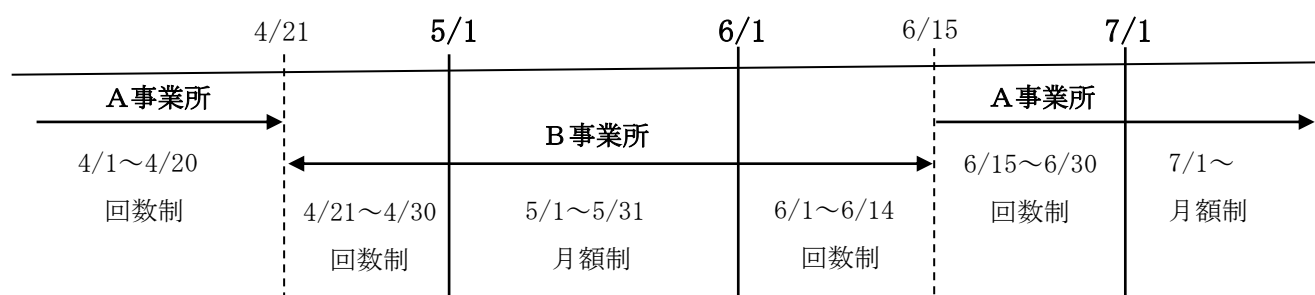 4/21
5/1
6/1
6/15
7/1
A事業所
A事業所
B事業所
4/1～4/20
回数制
4/21～4/30
回数制
5/1～5/31
月額制
6/1～6/14
回数制
6/15～6/30
回数制
7/1～
月額制